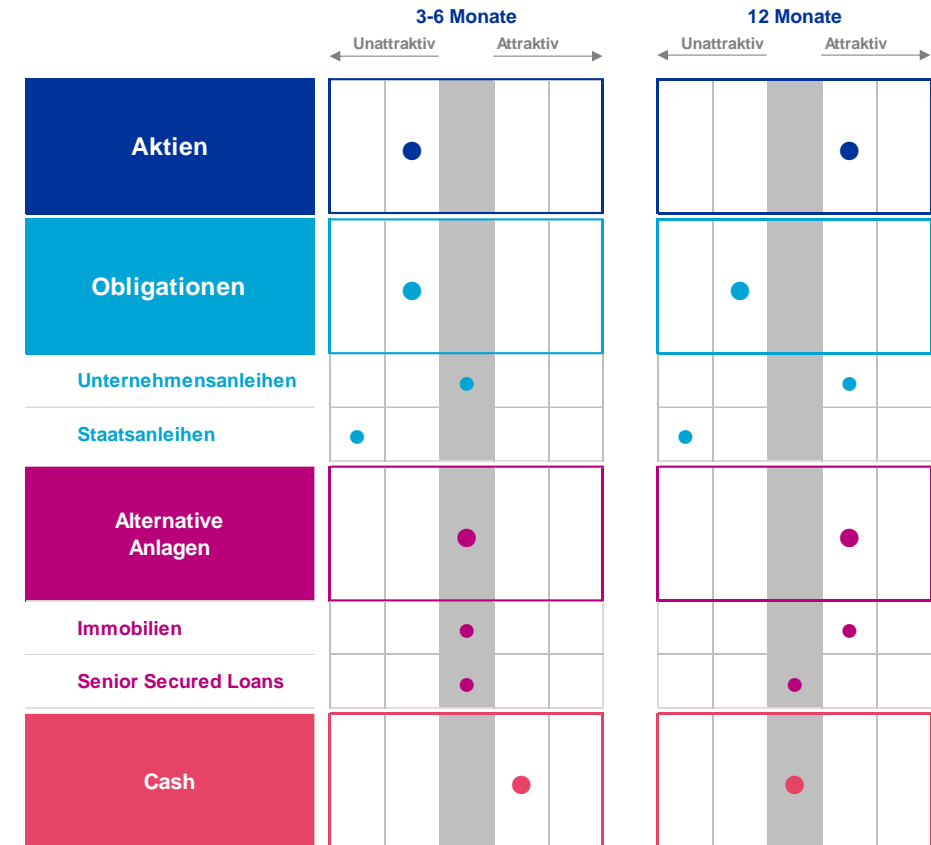 3-6 Monate
12 Monate
Unattraktiv
Attraktiv
Unattraktiv
Attraktiv
Aktien
Obligationen
Unternehmensanleihen
Staatsanleihen
Alternative
Anlagen
Immobilien
Senior Secured Loans
Cash